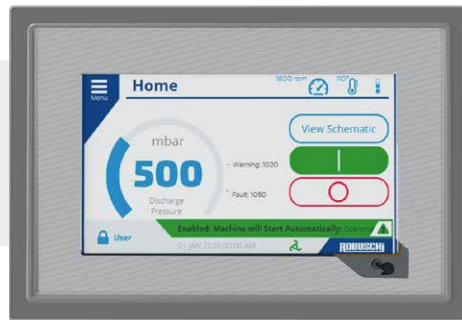 Menu
Home
1800 rpm
110°
mbar
500
Discharge
Pressure
Warning: 1020
Fault: 1050
View Schematic
User
Enabled: Machine will Start Automatically:
01 JAN 2020 00:00 AM
ROBUSCHI